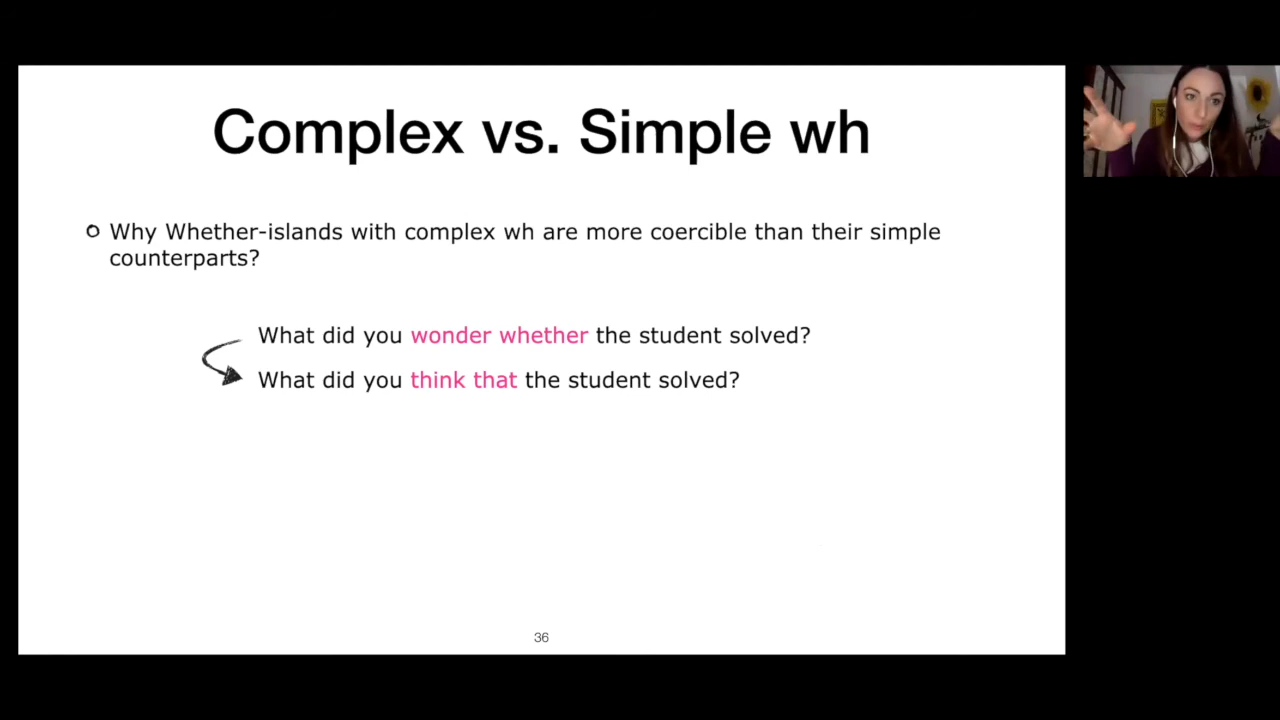 Complex vs. Simple wh
Why Whether-islands with complex wh are more coercible than their simple
counterparts?
What did you wonder whether the student solved?
What did you think that the student solved?
36